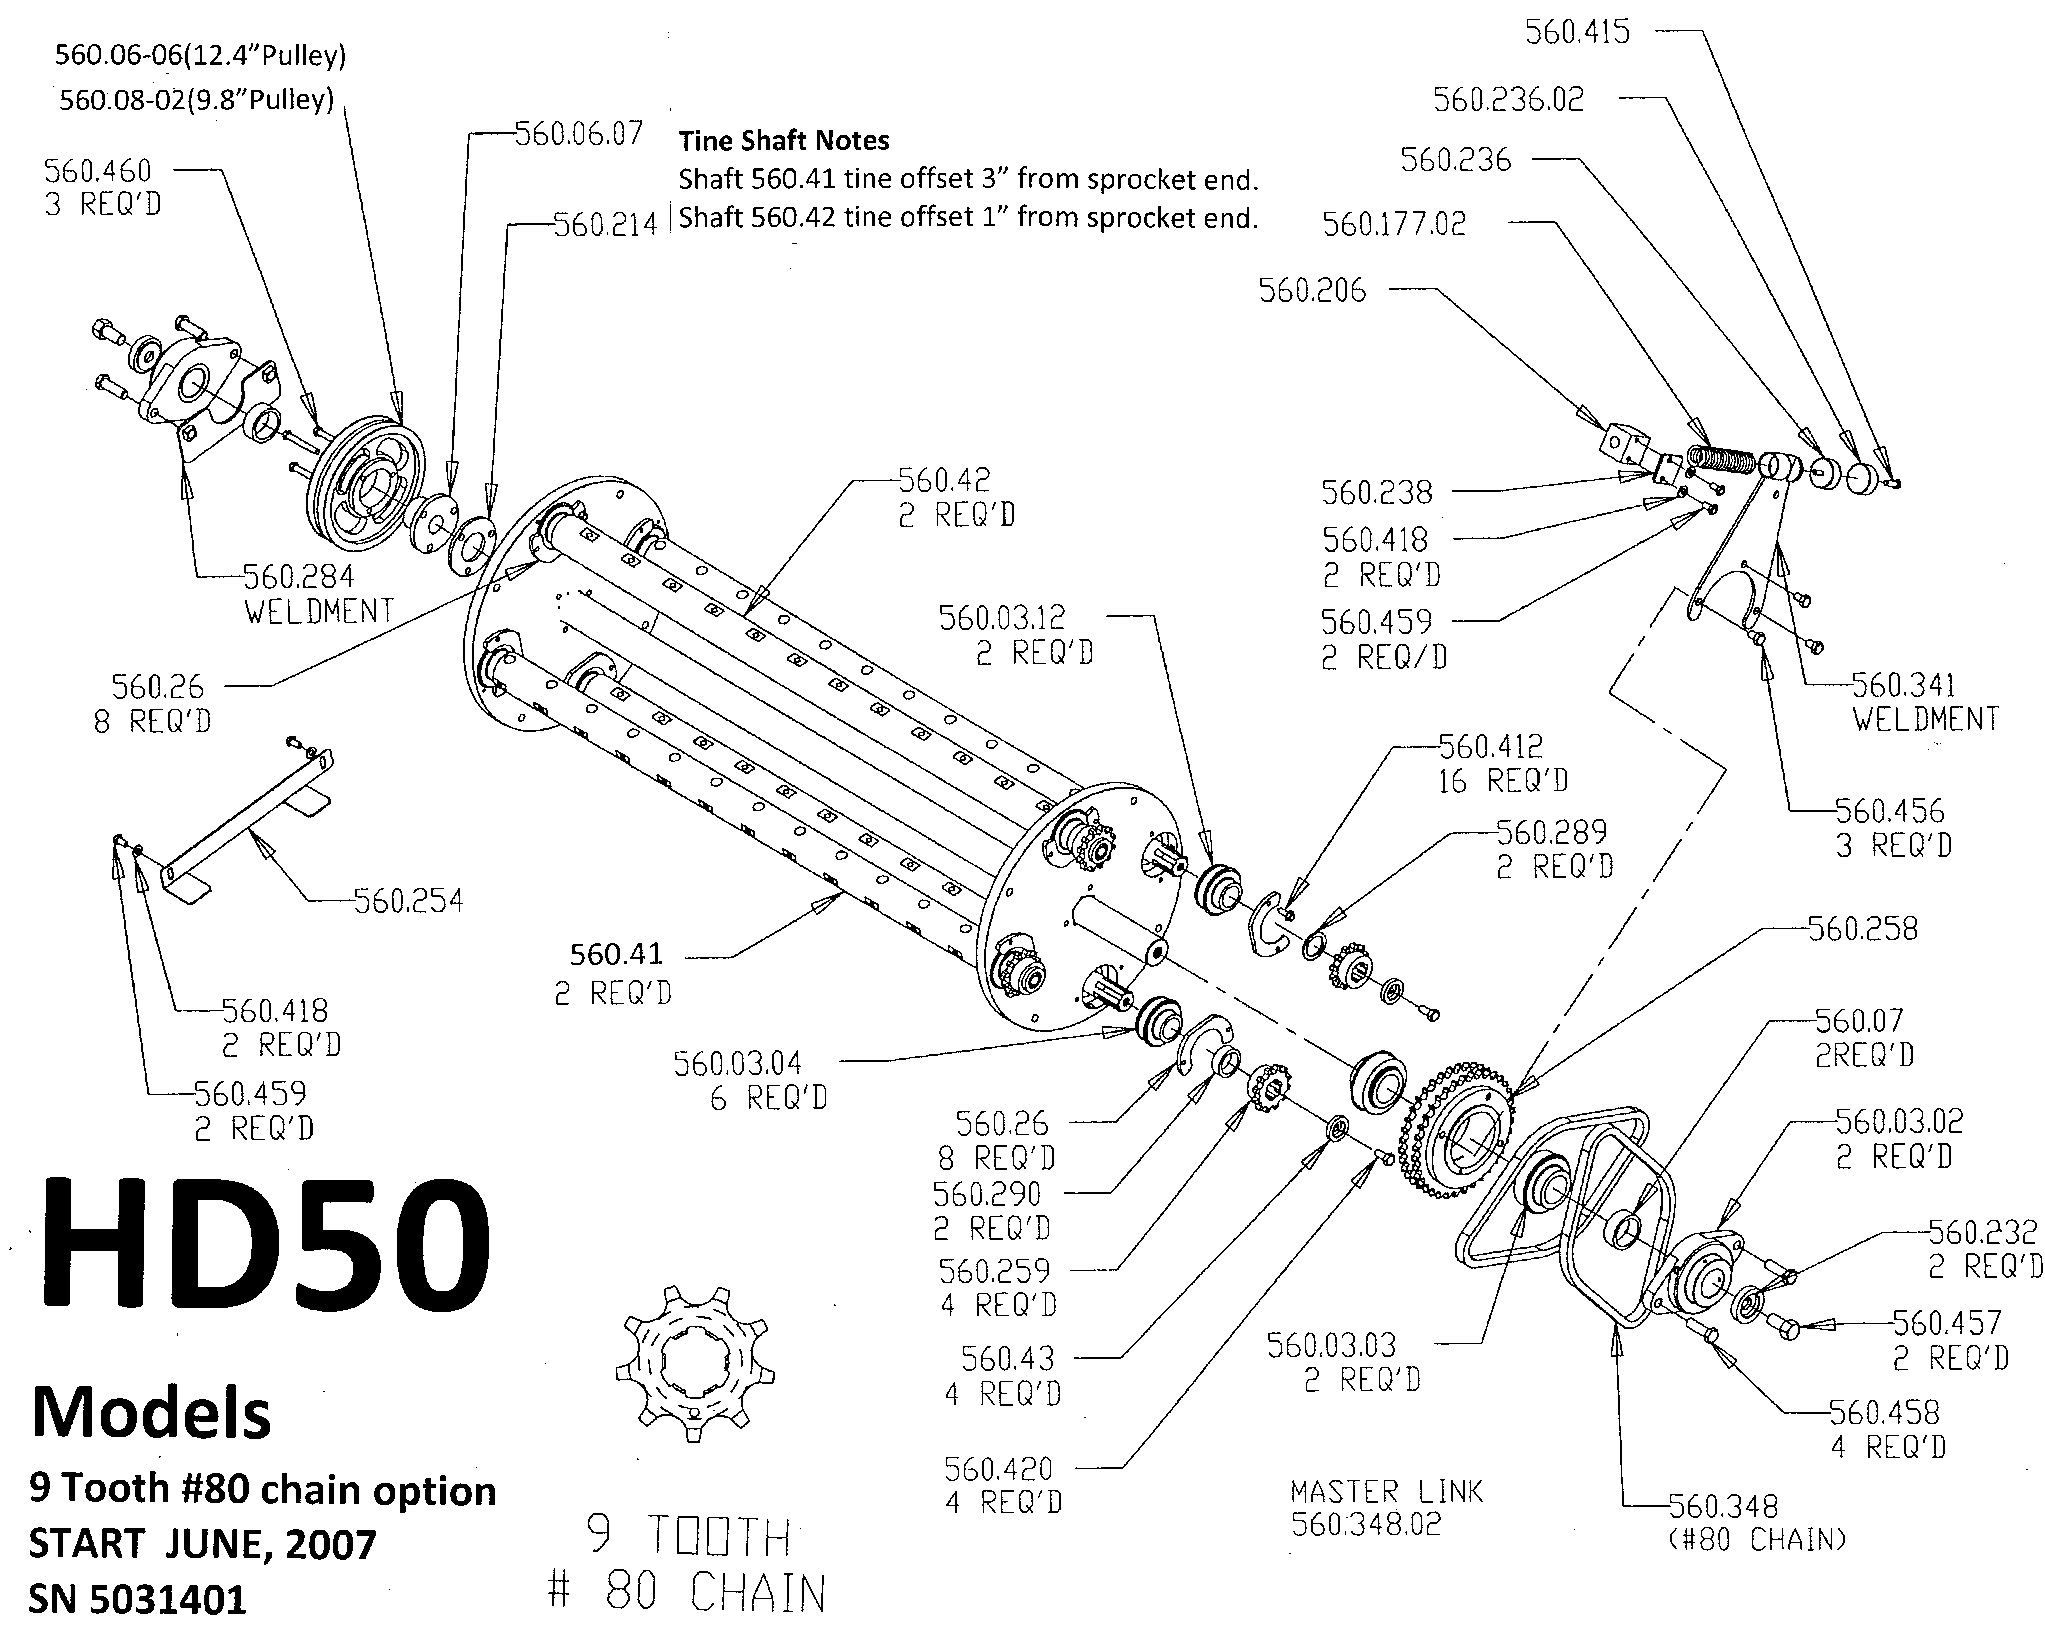 560.06-06(12.4"Pulley)
560.08-02(9.8"Pulley)
560.460
3 REQ'D
560.06.07
560.214
Tine Shaft Notes
Shaft 560.41 tine offset 3" from sprocket end.
Shaft 560.42 tine offset 1" from sprocket end.
560.415
560.236.02
560.236
560.177.02
560.206
560.284
WELDMENT
560.42
2 REQ'D
560.238
560.418
2 REQ'D
560.459
2 REQ/D
560.03.12
2 REQ'D
560.26
8 REQ'D
560.341
WELDMENT
560.412
16 REQ'D
560.289
2 REQ'D
560.456
3 REQ'D
560.254
560.41
2 REQ'D
560.258
560.418
2 REQ'D
560.459
2 REQ'D
560.03.04
6 REQ'D
560.07
2REQ'D
560.03.02
2 REQ'D
560.26
8 REQ'D
560.290
2 REQ'D
560.259
4 REQ'D
560.43
4 REQ'D
560.420
4 REQ'D
560.232
2 REQ'D
560.457
2 REQ'D
560.03.03
2 REQ'D
560.458
4 REQ'D
MASTER LINK
560.348.02
560.348
(#80 CHAIN)
HD50
Models
9 Tooth #80 chain option
START JUNE, 2007
SN 5031401
9 TOOTH
# 80 CHAIN